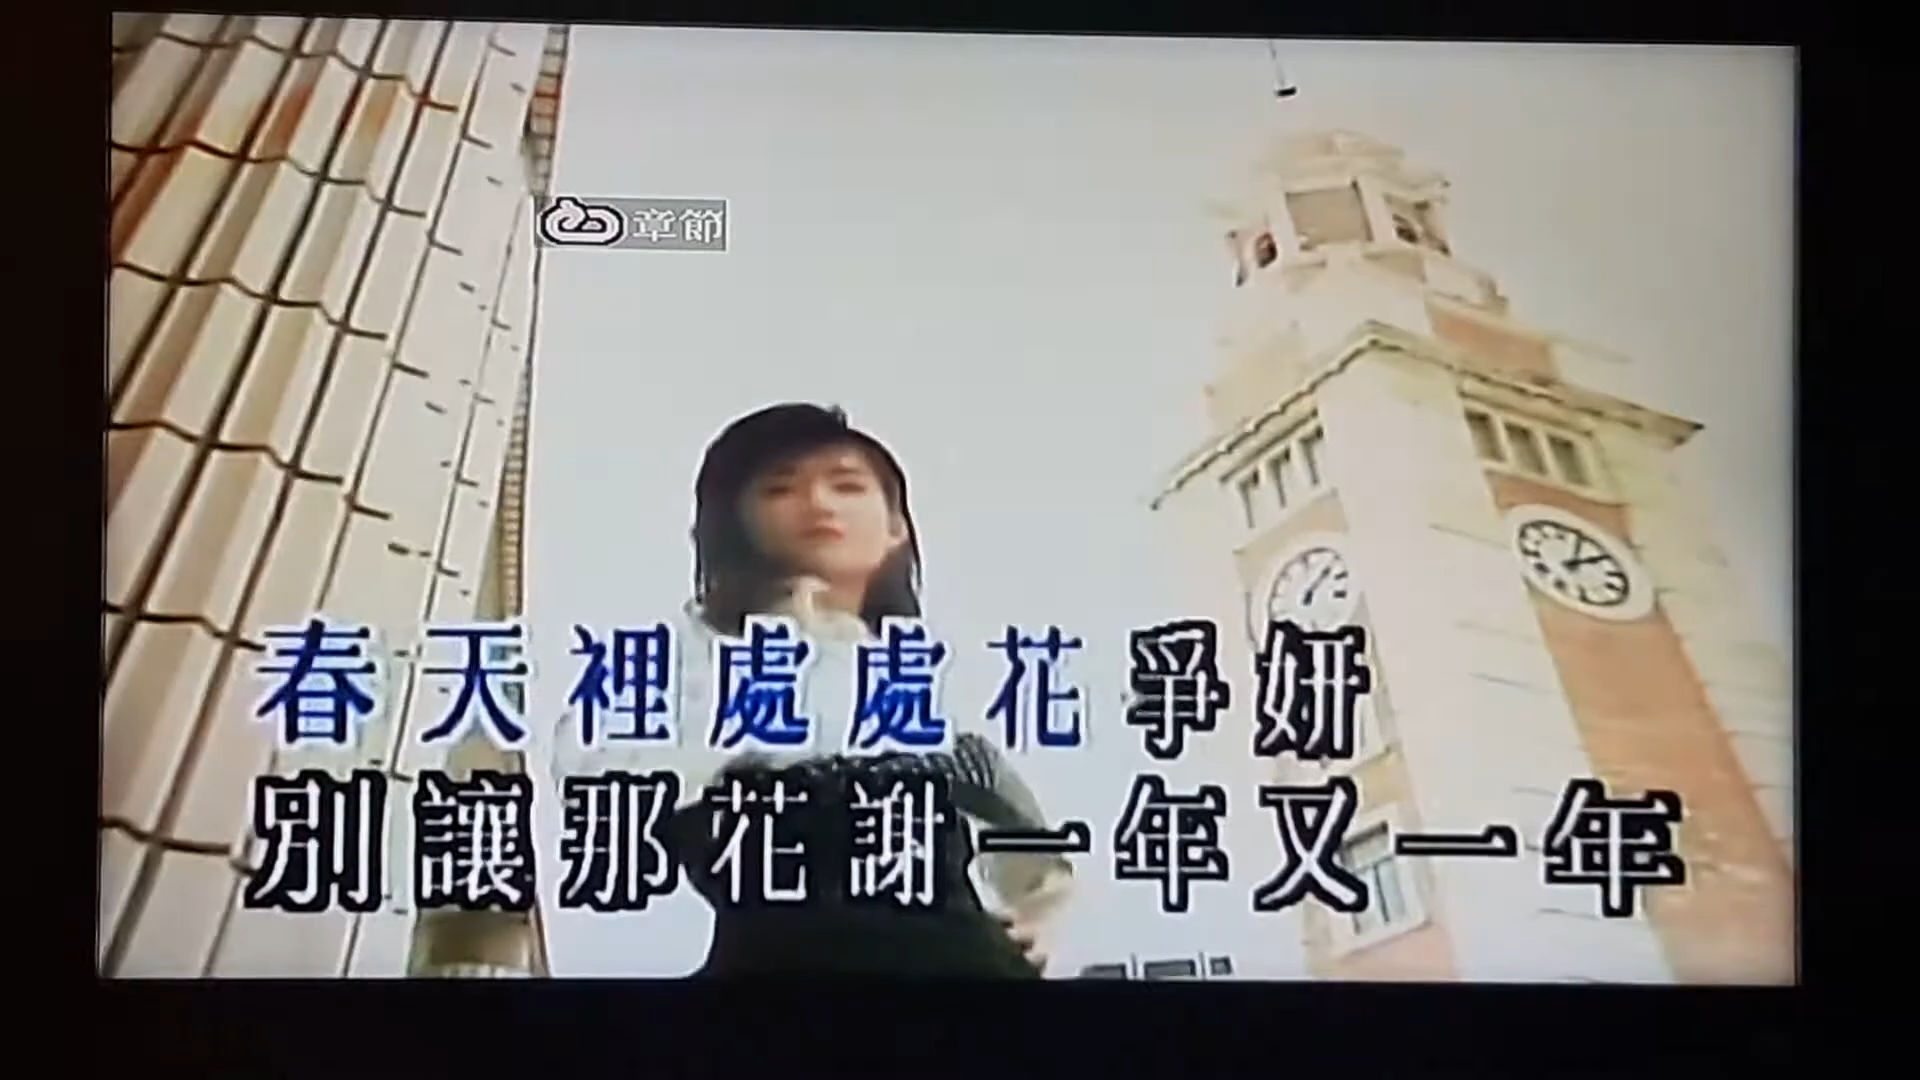 章節
春天裡處處花爭妍
別讓那花謝一年又一年